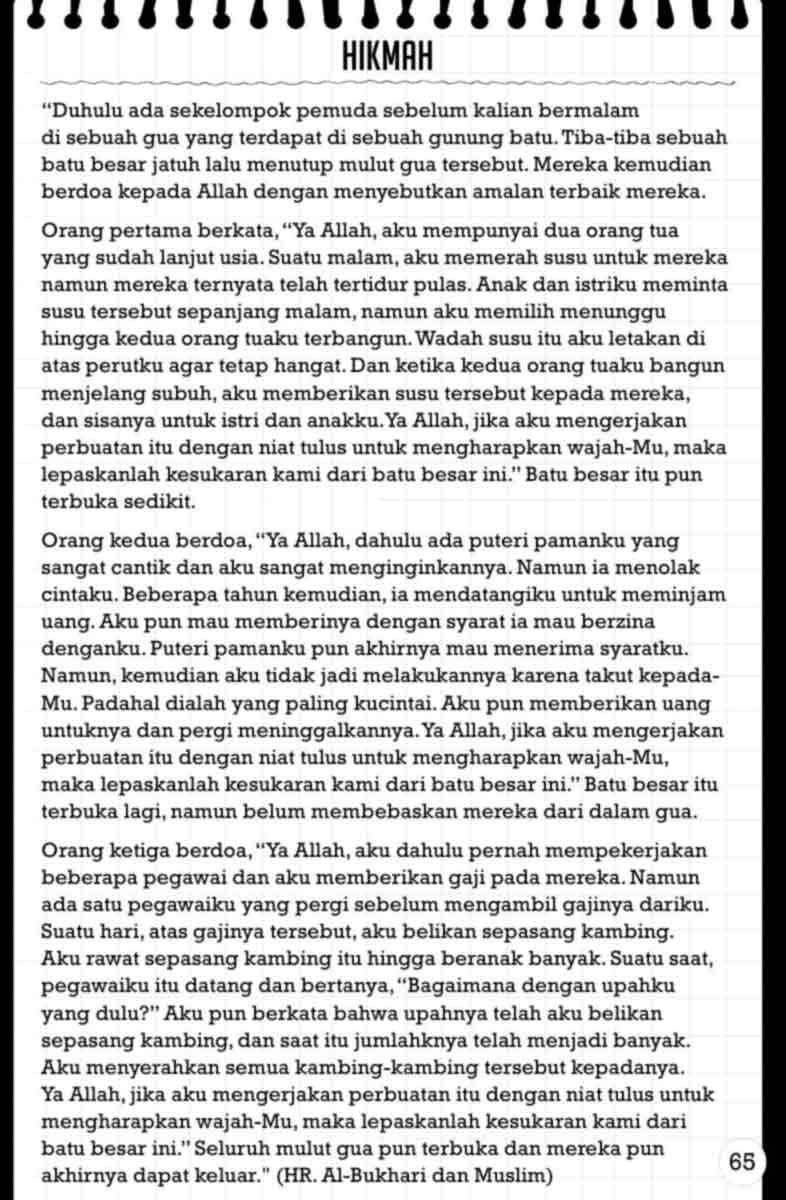 HIKMAH
“Duhulu ada sekelompok pemuda sebelum kalian bermalam
di sebuah gua yang terdapat di sebuah gunung batu. Tiba-tiba sebuah
batu besar jatuh lalu menutup mulut gua tersebut. Mereka kemudian
berdoa kepada Allah dengan menyebutkan amalan terbaik mereka.
Orang pertama berkata, “Ya Allah, aku mempunyai dua orang tua
yang sudah lanjut usia. Suatu malam, aku memerah susu untuk mereka
namun mereka ternyata telah tertidur pulas. Anak dan istriku meminta
susu tersebut sepanjang malam, namun aku memilih menunggu
hingga kedua orang tuaku terbangun. Wadah susu itu aku letakan di
atas perutku agar tetap hangat. Dan ketika kedua orang tuaku bangun
menjelang subuh, aku memberikan susu tersebut kepada mereka,
dan sisanya untuk istri dan anakku. Ya Allah, jika aku mengerjakan
perbuatan itu dengan niat tulus untuk mengharapkan wajah-Mu, maka
lepaskanlah kesukaran kami dari batu besar ini.” Batu besar itu pun
terbuka sedikit.
Orang kedua berdoa, “Ya Allah, dahulu ada puteri pamanku yang
sangat cantik dan aku sangat menginginkannya. Namun ia menolak
cintaku. Beberapa tahun kemudian, ia mendatangiku untuk meminjam
uang. Aku pun mau memberinya dengan syarat ia mau berzina
denganku. Puteri pamanku pun akhirnya mau menerima syaratku.
Namun, kemudian aku tidak jadi melakukannya karena takut kepada-
Mu. Padahal dialah yang paling kucintai. Aku pun memberikan uang
untuknya dan pergi meninggalkannya. Ya Allah, jika aku mengerjakan
perbuatan itu dengan niat tulus untuk mengharapkan wajah-Mu,
maka lepaskanlah kesukaran kami dari batu besar ini.” Batu besar itu
terbuka lagi, namun belum membebaskan mereka dari dalam gua.
Orang ketiga berdoa, “Ya Allah, aku dahulu pernah mempekerjakan
beberapa pegawai dan aku memberikan gaji pada mereka. Namun
ada satu pegawaiku yang pergi sebelum mengambil gajinya dariku.
Suatu hari, atas gajinya tersebut, aku belikan sepasang kambing.
Aku rawat sepasang kambing itu hingga beranak banyak. Suatu saat,
pegawaiku itu datang dan bertanya, “Bagaimana dengan upahku
yang dulu?” Aku pun berkata bahwa upahnya telah aku belikan
sepasang kambing, dan saat itu jumlahknya telah menjadi banyak.
Aku menyerahkan semua kambing-kambing tersebut kepadanya.
Ya Allah, jika aku mengerjakan perbuatan itu dengan niat tulus untuk
mengharapkan wajah-Mu, maka lepaskanlah kesukaran kami dari
batu besar ini.” Seluruh mulut gua pun terbuka dan mereka pun
akhirnya dapat keluar." (HR. Al-Bukhari dan Muslim)
65